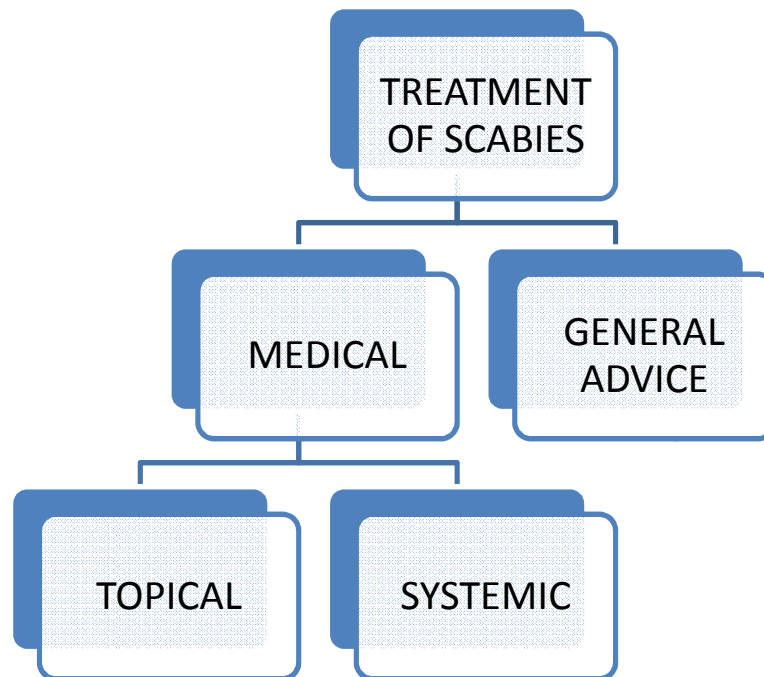 TREATMENT
OF SCABIES
MEDICAL
GENERAL
ADVICE
TOPICAL
SYSTEMIC